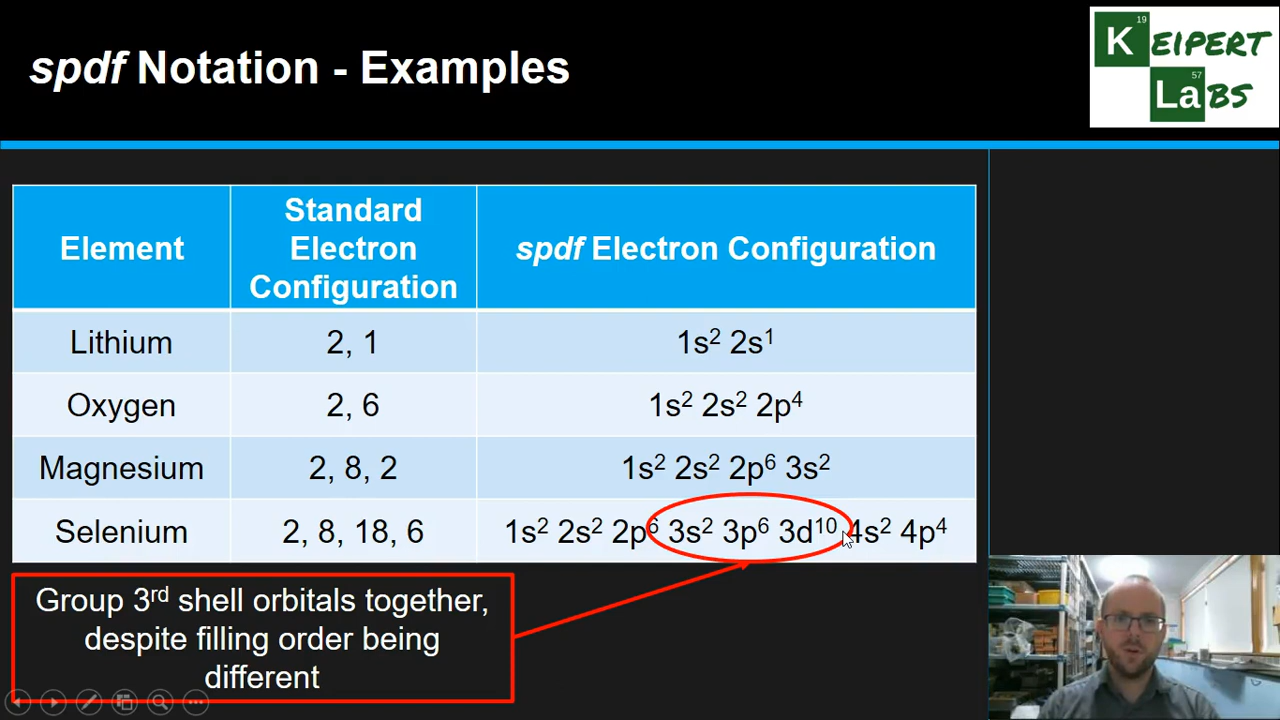 spdf Notation - Examples
K 19 EIPERT
La 57 BS
Element
Standard
Electron
Configuration
spdf Electron Configuration
Lithium
2, 1
1s² 2s¹
Oxygen
2, 6
1s² 2s² 2p⁴
Magnesium
2, 8, 2
1s² 2s² 2p⁶ 3s²
Selenium
2, 8, 18, 6
1s² 2s² 2p⁶ 3s² 3p⁶ 3d¹⁰ 4s² 4p⁴
Group 3ʳᵈ shell orbitals together,
despite filling order being
different